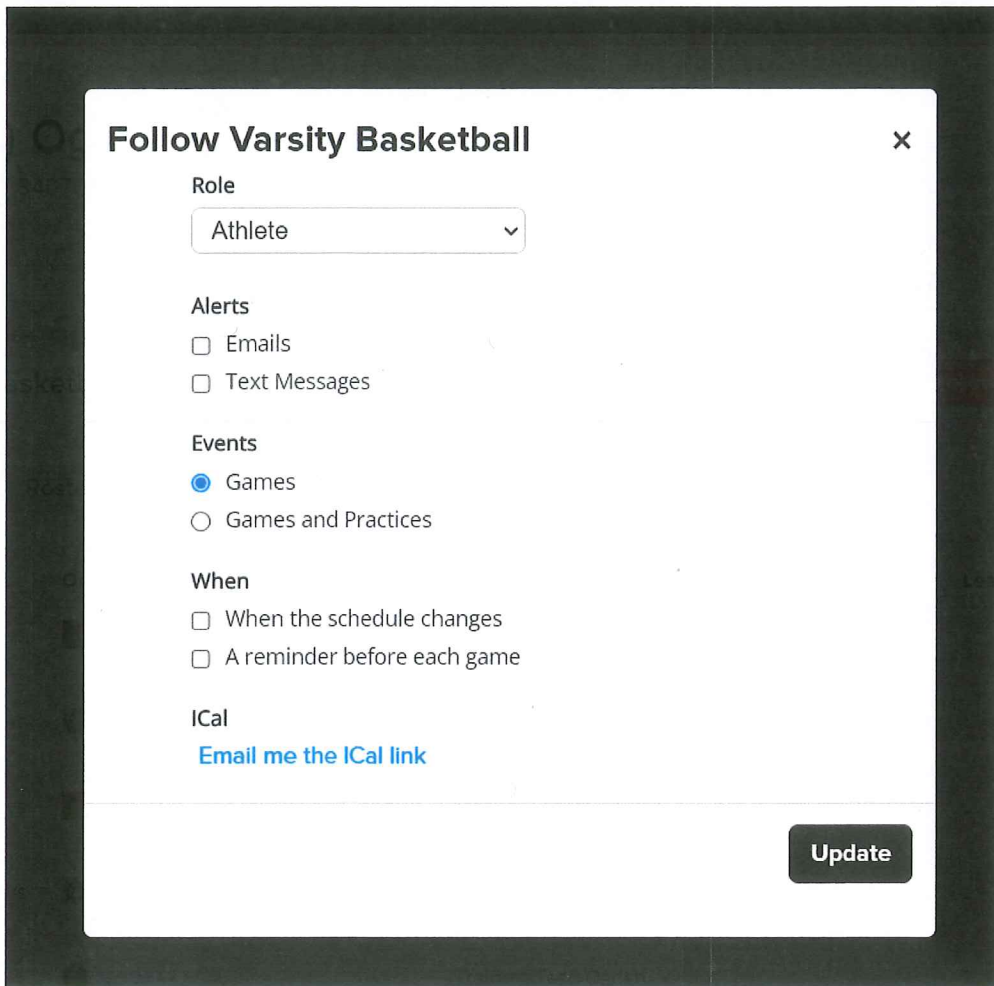 Follow Varsity Basketball ×
Role
Athlete
Alerts
Emails
Text Messages
Events
Games
Games and Practices
When
When the schedule changes
A reminder before each game
ICal
Email me the ICal link
Update